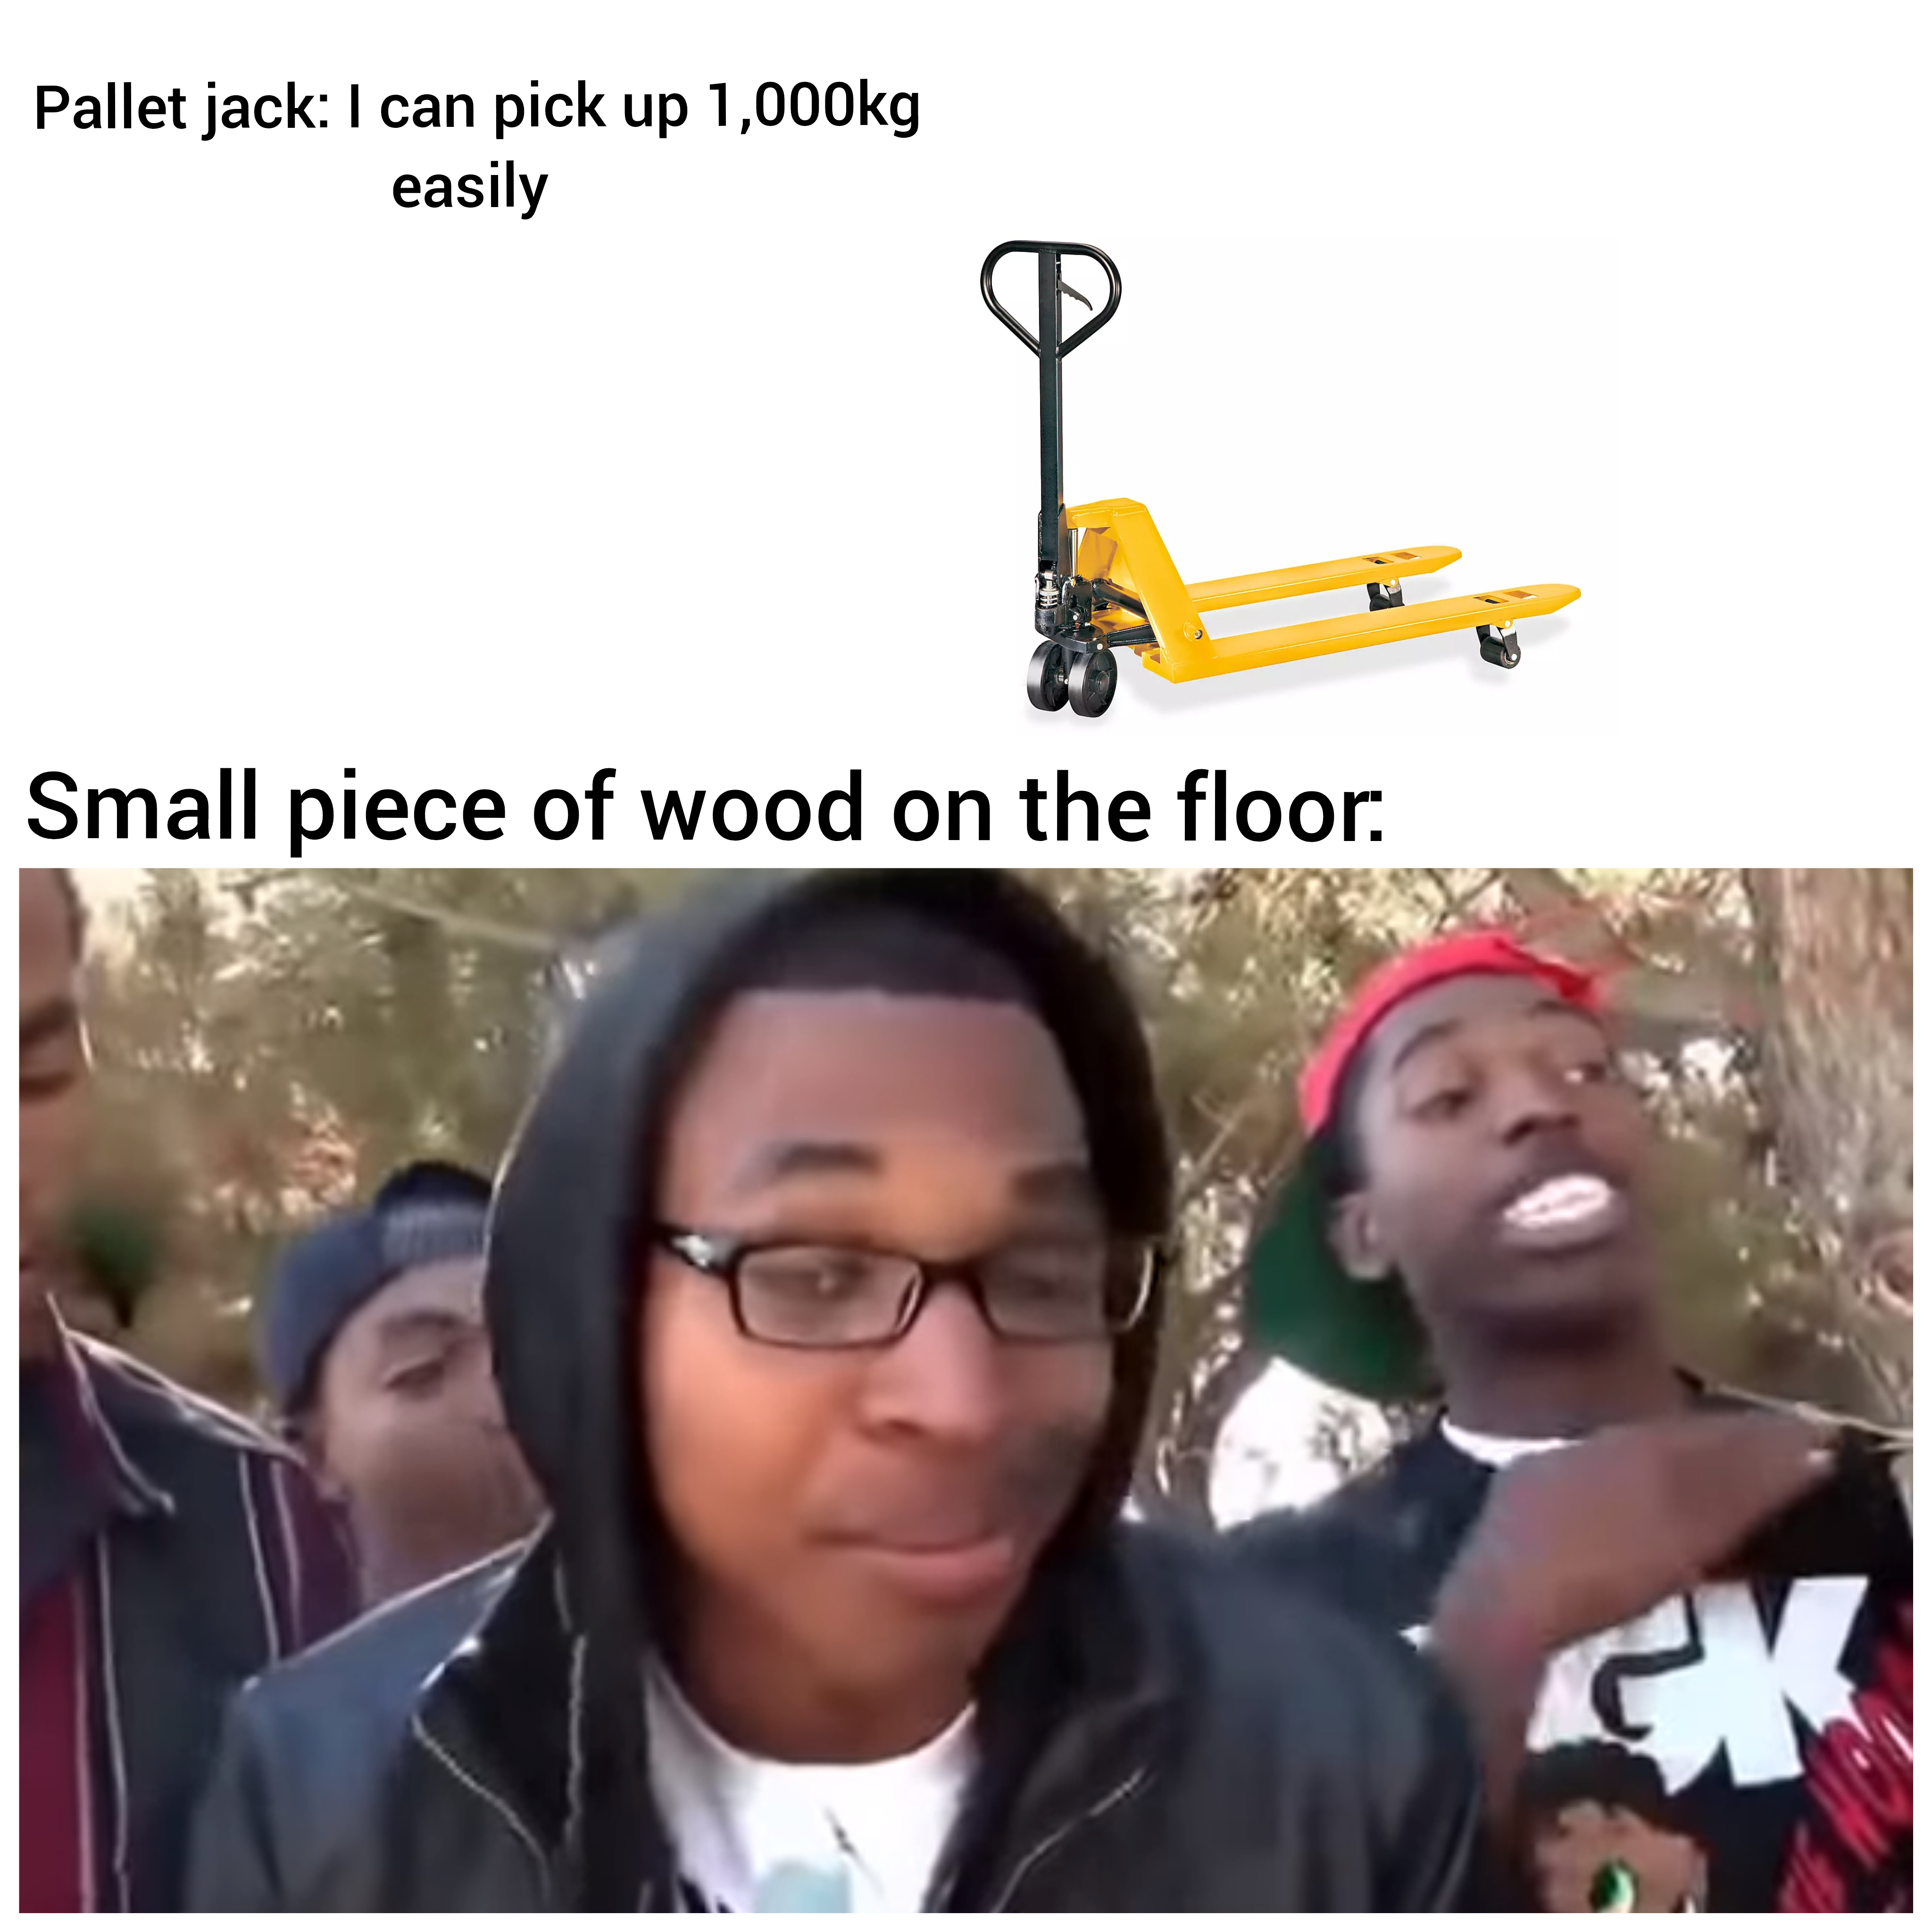 Pallet jack: I can pick up 1,000kg
easily
Small piece of wood on the floor: